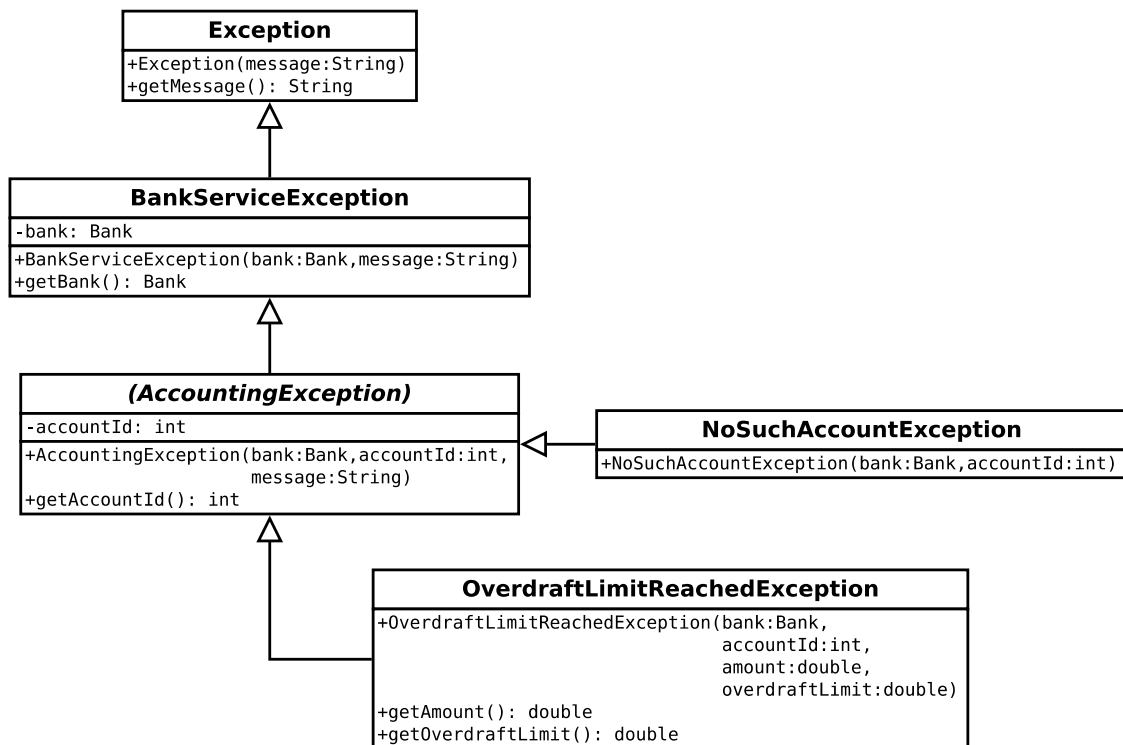 Exception
+Exception(message:String)
+getMessage(): String
BankServiceException
-bank: Bank
+BankServiceException(bank:Bank,message:String)
+getBank(): Bank
(AccountingException)
-accountId: int
+AccountingException(bank:Bank,accountId:int,
message:String)
+getAccountId(): int
NoSuchAccountException
+NoSuchAccountException(bank:Bank,accountId:int)
OverdraftLimitReachedException
+OverdraftLimitReachedException(bank:Bank,
accountId:int,
amount:double,
overdraftLimit:double)
+getAmount(): double
+getOverdraftLimit(): double